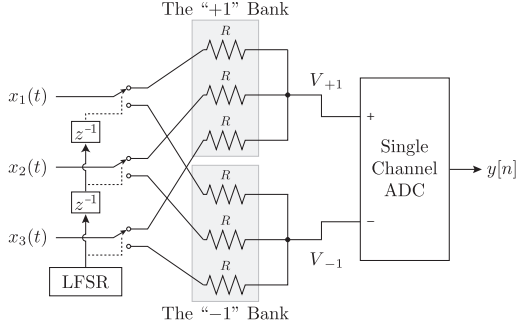 The “+1” Bank
R
x₁(t)
R
V₊₁
z⁻¹
R
+
Single
Channel
ADC
y[n]
x₂(t)
R
z⁻¹
R
−
x₃(t)
V₋₁
R
LFSR
The “−1” Bank